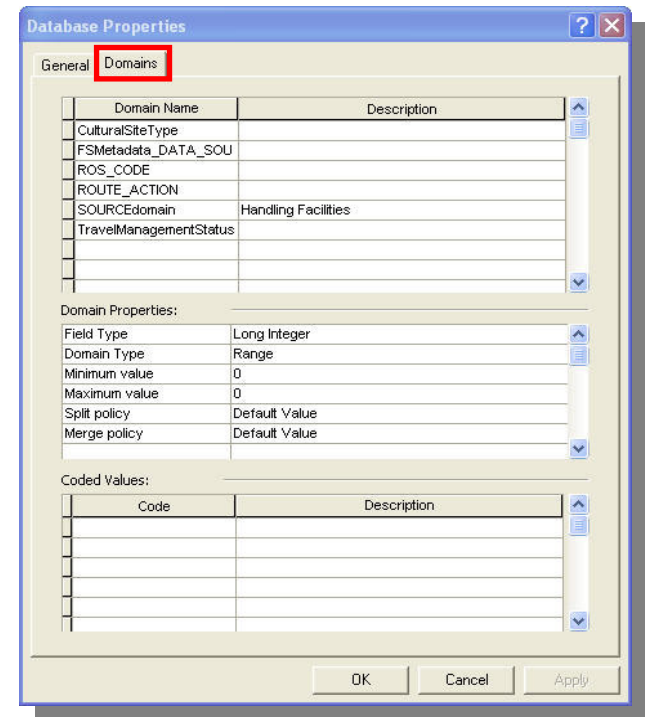 Database Properties
General Domains
Domain Name Description
CulturalSiteType
FSMetadata_DATA_SOU
ROS_CODE
ROUTE_ACTION
SOURCEdomain Handling Facilities
TravelManagementStatus
Domain Properties:
Field Type Long Integer
Domain Type Range
Minimum value 0
Maximum value 0
Split policy Default Value
Merge policy Default Value
Coded Values:
Code Description
OK Cancel Apply